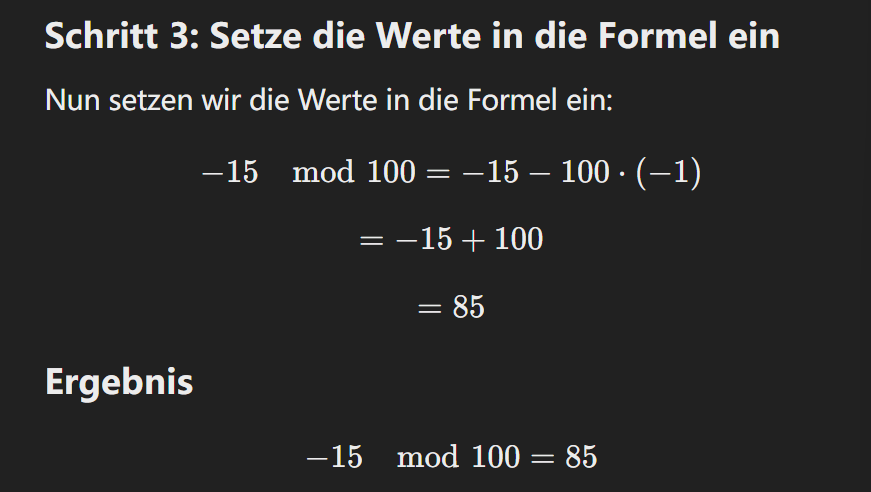 Schritt 3: Setze die Werte in die Formel ein
Nun setzen wir die Werte in die Formel ein:
−15 mod 100 = −15 − 100 · (−1)
= −15 + 100
= 85
Ergebnis
−15 mod 100 = 85